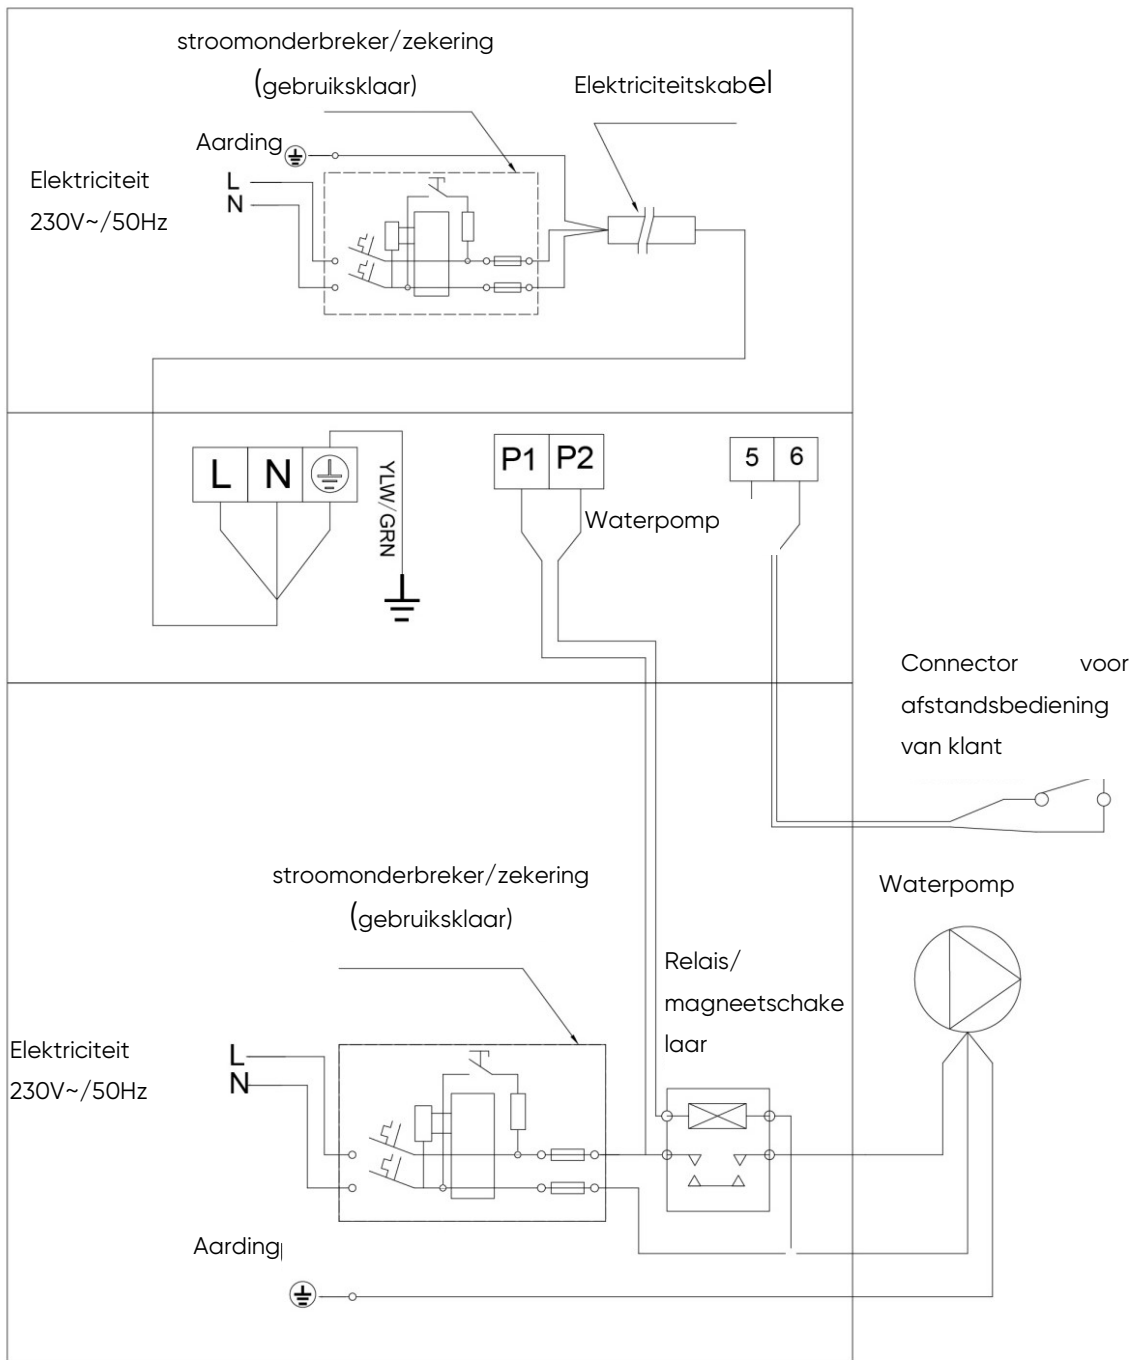 stroomonderbreker/zekering
(gebruiksklaar)
Elektriciteitskabel
Aarding
Elektriciteit
230V~/50Hz
L
N
L N
YLW/GRN
P1 P2
Waterpomp
5 6
Connector voor
afstandsbediening
van klant
stroomonderbreker/zekering
(gebruiksklaar)
Waterpomp
Relais/
magneetschake
laar
Elektriciteit
230V~/50Hz
L
N
Aarding